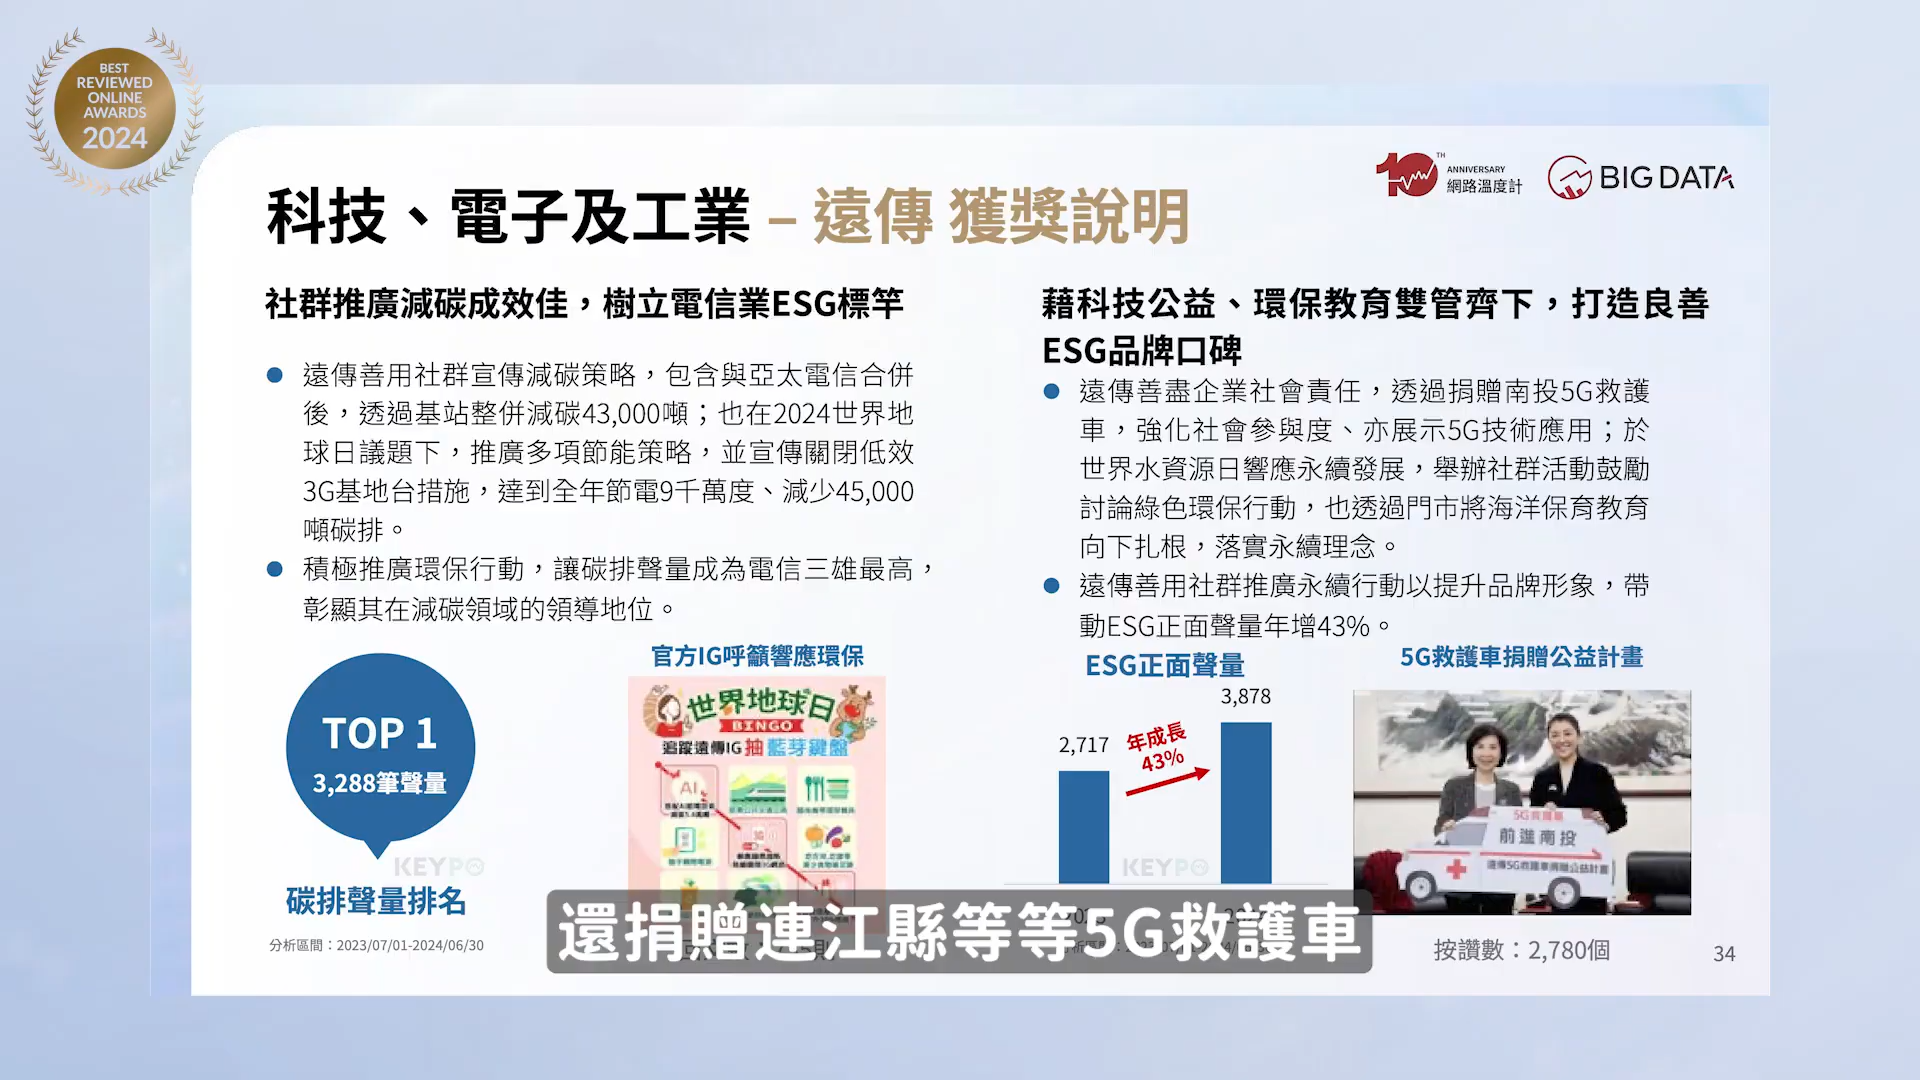 BEST
REVIEWED
ONLINE
AWARDS
2024
10TH
ANNIVERSARY
網路溫度計
BIG DATA
科技、電子及工業 – 遠傳 獲獎說明
社群推廣減碳成效佳，樹立電信業ESG標竿
● 遠傳善用社群宣傳減碳策略，包含與亞太電信合併
後，透過基站整併減碳43,000噸；也在2024世界地
球日議題下，推廣多項節能策略，並宣傳關閉低效
3G基地台措施，達到全年節電9千萬度、減少45,000
噸碳排。
● 積極推廣環保行動，讓碳排聲量成為電信三雄最高，
彰顯其在減碳領域的領導地位。
TOP 1
3,288筆聲量
KEYPO
碳排聲量排名
分析區間：2023/07/01-2024/06/30
官方IG呼籲響應環保
世界地球日
BINGO
追蹤遠傳IG 抽 藍芽鍵盤
AI
藉科技公益、環保教育雙管齊下，打造良善
ESG品牌口碑
● 遠傳善盡企業社會責任，透過捐贈南投5G救護
車，強化社會參與度、亦展示5G技術應用；於
世界水資源日響應永續發展，舉辦社群活動鼓勵
討論綠色環保行動，也透過門市將海洋保育教育
向下扎根，落實永續理念。
● 遠傳善用社群推廣永續行動以提升品牌形象，帶
動ESG正面聲量年增43%。
ESG正面聲量
2,717
年成長
43%
3,878
KEYPO
5G救護車捐贈公益計畫
5G救護車
前進南投
遠傳5G救護車捐贈公益計畫
按讚數：2,780個
34
還捐贈連江縣等等5G救護車